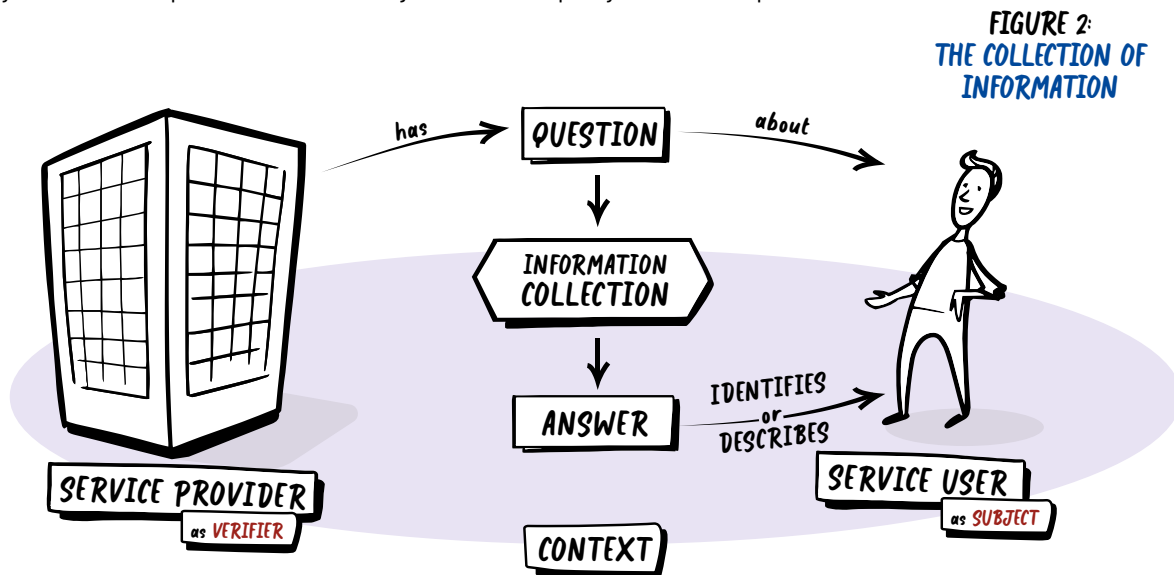 FIGURE 2:
THE COLLECTION OF
INFORMATION
has
QUESTION
about
INFORMATION
COLLECTION
ANSWER
IDENTIFIES
or
DESCRIBES
SERVICE PROVIDER
as VERIFIER
SERVICE USER
as SUBJECT
CONTEXT